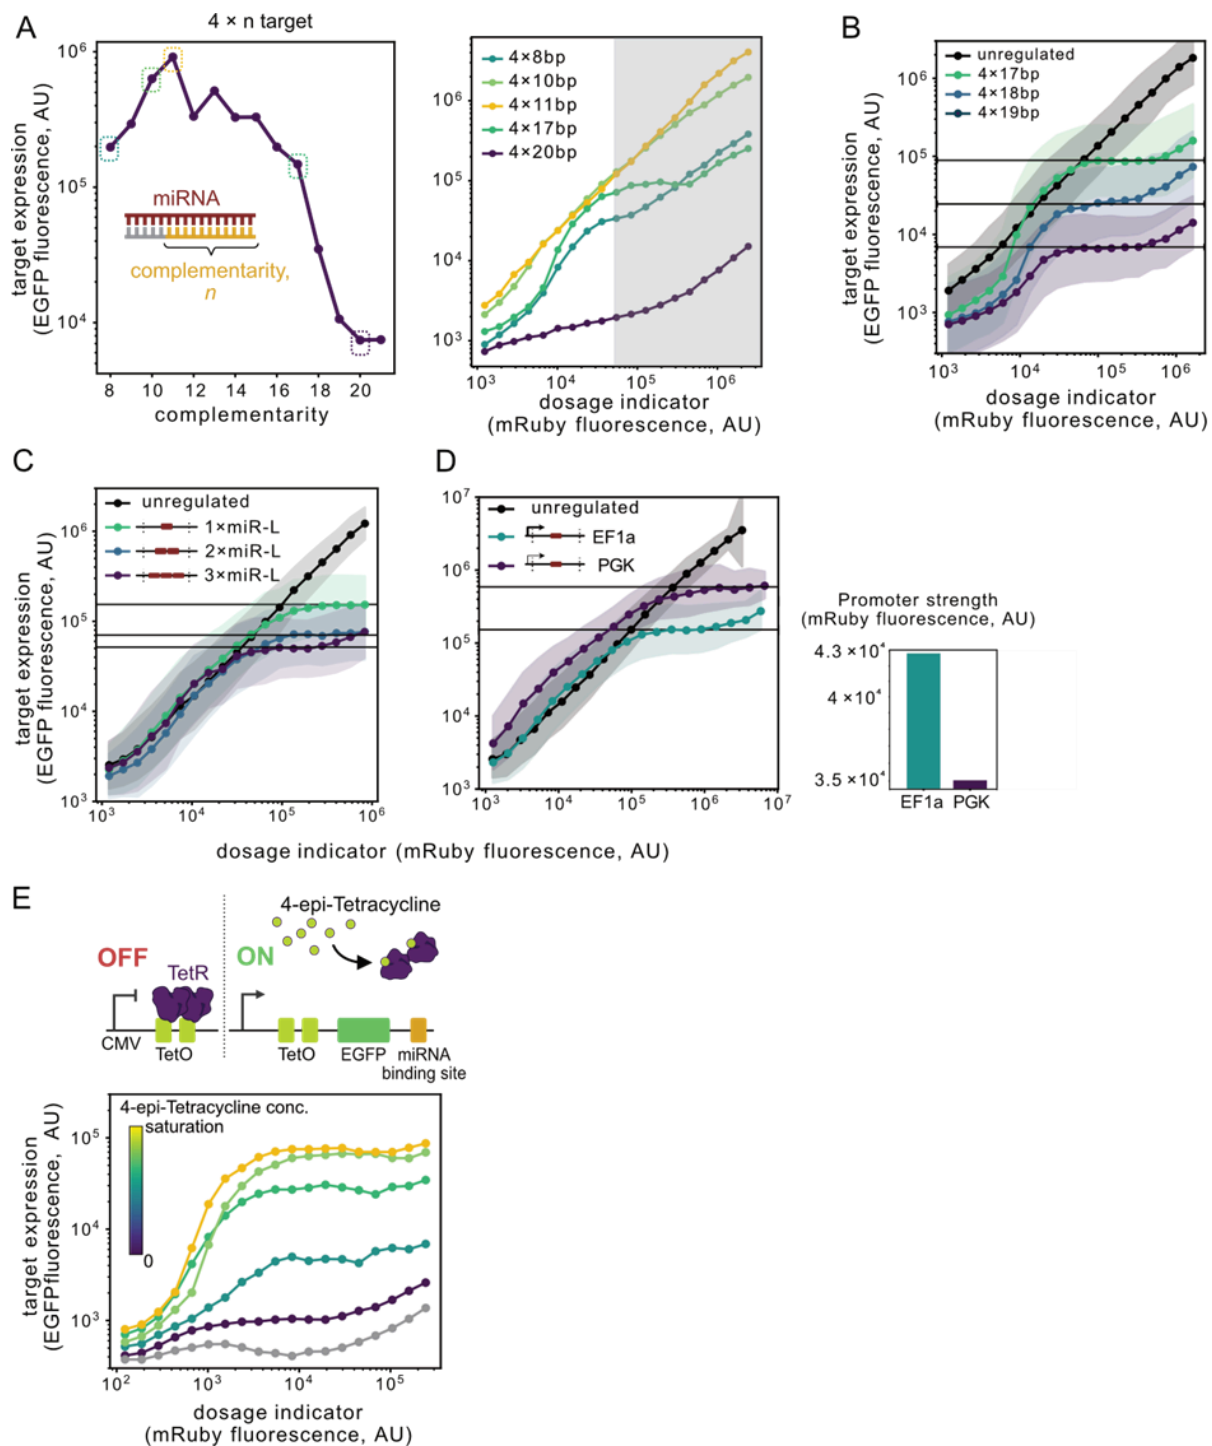 A
4 × n target
10⁶
10⁵
10⁴
target expression
(EGFP fluorescence, AU)
miRNA
complementarity,
n
8 10 12 14 16 18 20
complementarity
4×8bp
4×10bp
4×11bp
4×17bp
4×20bp
10⁶
10⁵
10⁴
10³
10³ 10⁴ 10⁵ 10⁶
dosage indicator
(mRuby fluorescence, AU)
B
unregulated
4×17bp
4×18bp
4×19bp
10⁶
10⁵
10⁴
10³
target expression
(EGFP fluorescence, AU)
10³ 10⁴ 10⁵ 10⁶
dosage indicator
(mRuby fluorescence, AU)
C
unregulated
1×miR-L
2×miR-L
3×miR-L
10⁶
10⁵
10⁴
10³
target expression
(EGFP fluorescence, AU)
10³ 10⁴ 10⁵ 10⁶
D
unregulated
EF1a
PGK
10⁷
10⁶
10⁵
10⁴
10³
10³ 10⁴ 10⁵ 10⁶ 10⁷
dosage indicator (mRuby fluorescence, AU)
Promoter strength
(mRuby fluorescence, AU)
4.3 ×10⁴
4 ×10⁴
3.5 ×10⁴
EF1a PGK
E
4-epi-Tetracycline
OFF
ON
TetR
CMV
TetO
TetO EGFP miRNA
binding site
4-epi-Tetracycline conc.
saturation
0
10⁵
10⁴
10³
target expression
(EGFPfluorescence, AU)
10² 10³ 10⁴ 10⁵
dosage indicator
(mRuby fluorescence, AU)